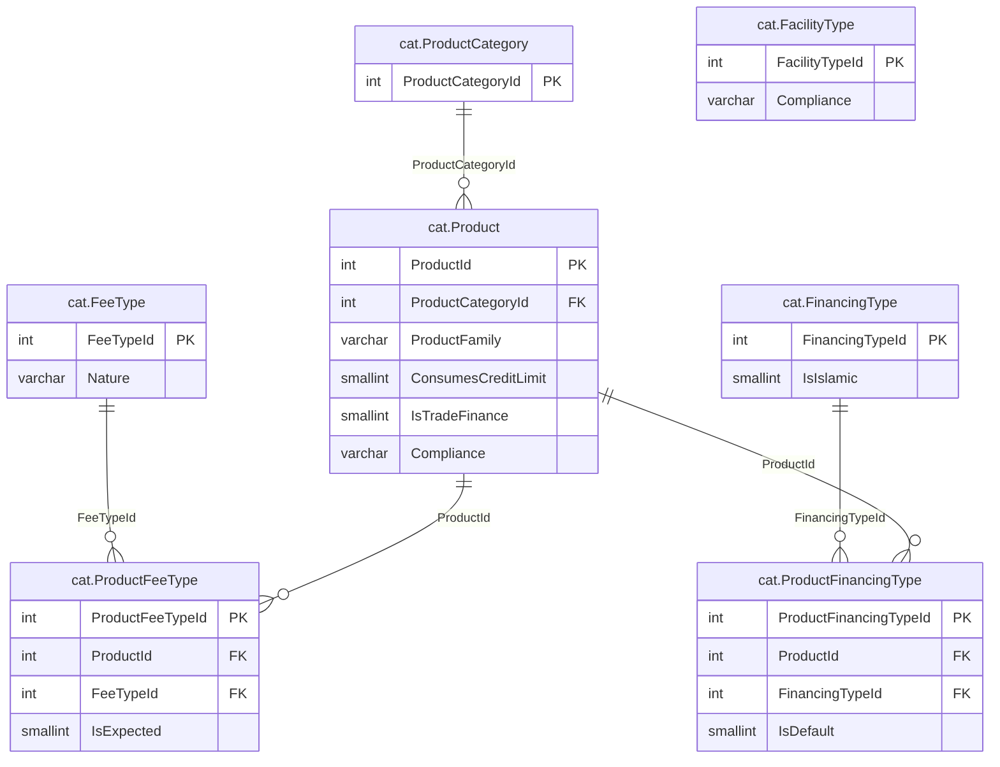 cat.ProductCategory
int ProductCategoryId PK
cat.FacilityType
int FacilityTypeId PK
varchar Compliance
ProductCategoryId
cat.Product
int ProductId PK
int ProductCategoryId FK
varchar ProductFamily
smallint ConsumesCreditLimit
smallint IsTradeFinance
varchar Compliance
cat.FeeType
int FeeTypeId PK
varchar Nature
cat.FinancingType
int FinancingTypeId PK
smallint IsIslamic
ProductId
FeeTypeId
ProductId
FinancingTypeId
cat.ProductFeeType
int ProductFeeTypeId PK
int ProductId FK
int FeeTypeId FK
smallint IsExpected
cat.ProductFinancingType
int ProductFinancingTypeId PK
int ProductId FK
int FinancingTypeId FK
smallint IsDefault